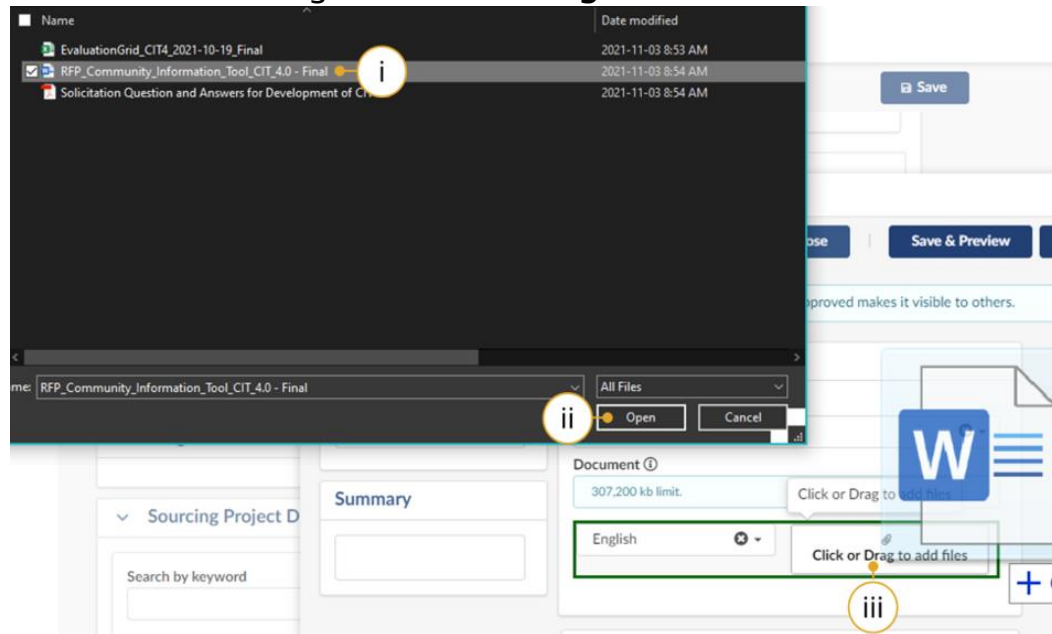 Name Date modified
EvaluationGrid_CIT4_2021-10-19_Final 2021-11-03 8:53 AM
RFP_Community_Information_Tool_CIT_4.0 - Final i 2021-11-03 8:54 AM
Solicitation Question and Answers for Development of 2021-11-03 8:54 AM
Save
Save & Preview
proved makes it visible to others.
me: RFP_Community_Information_Tool_CIT_4.0 - Final All Files
ii Open Cancel
W
Document
307,200 kb limit.
Click or Drag to add files
Summary
Sourcing Project D
English
Click or Drag to add files
Search by keyword
iii